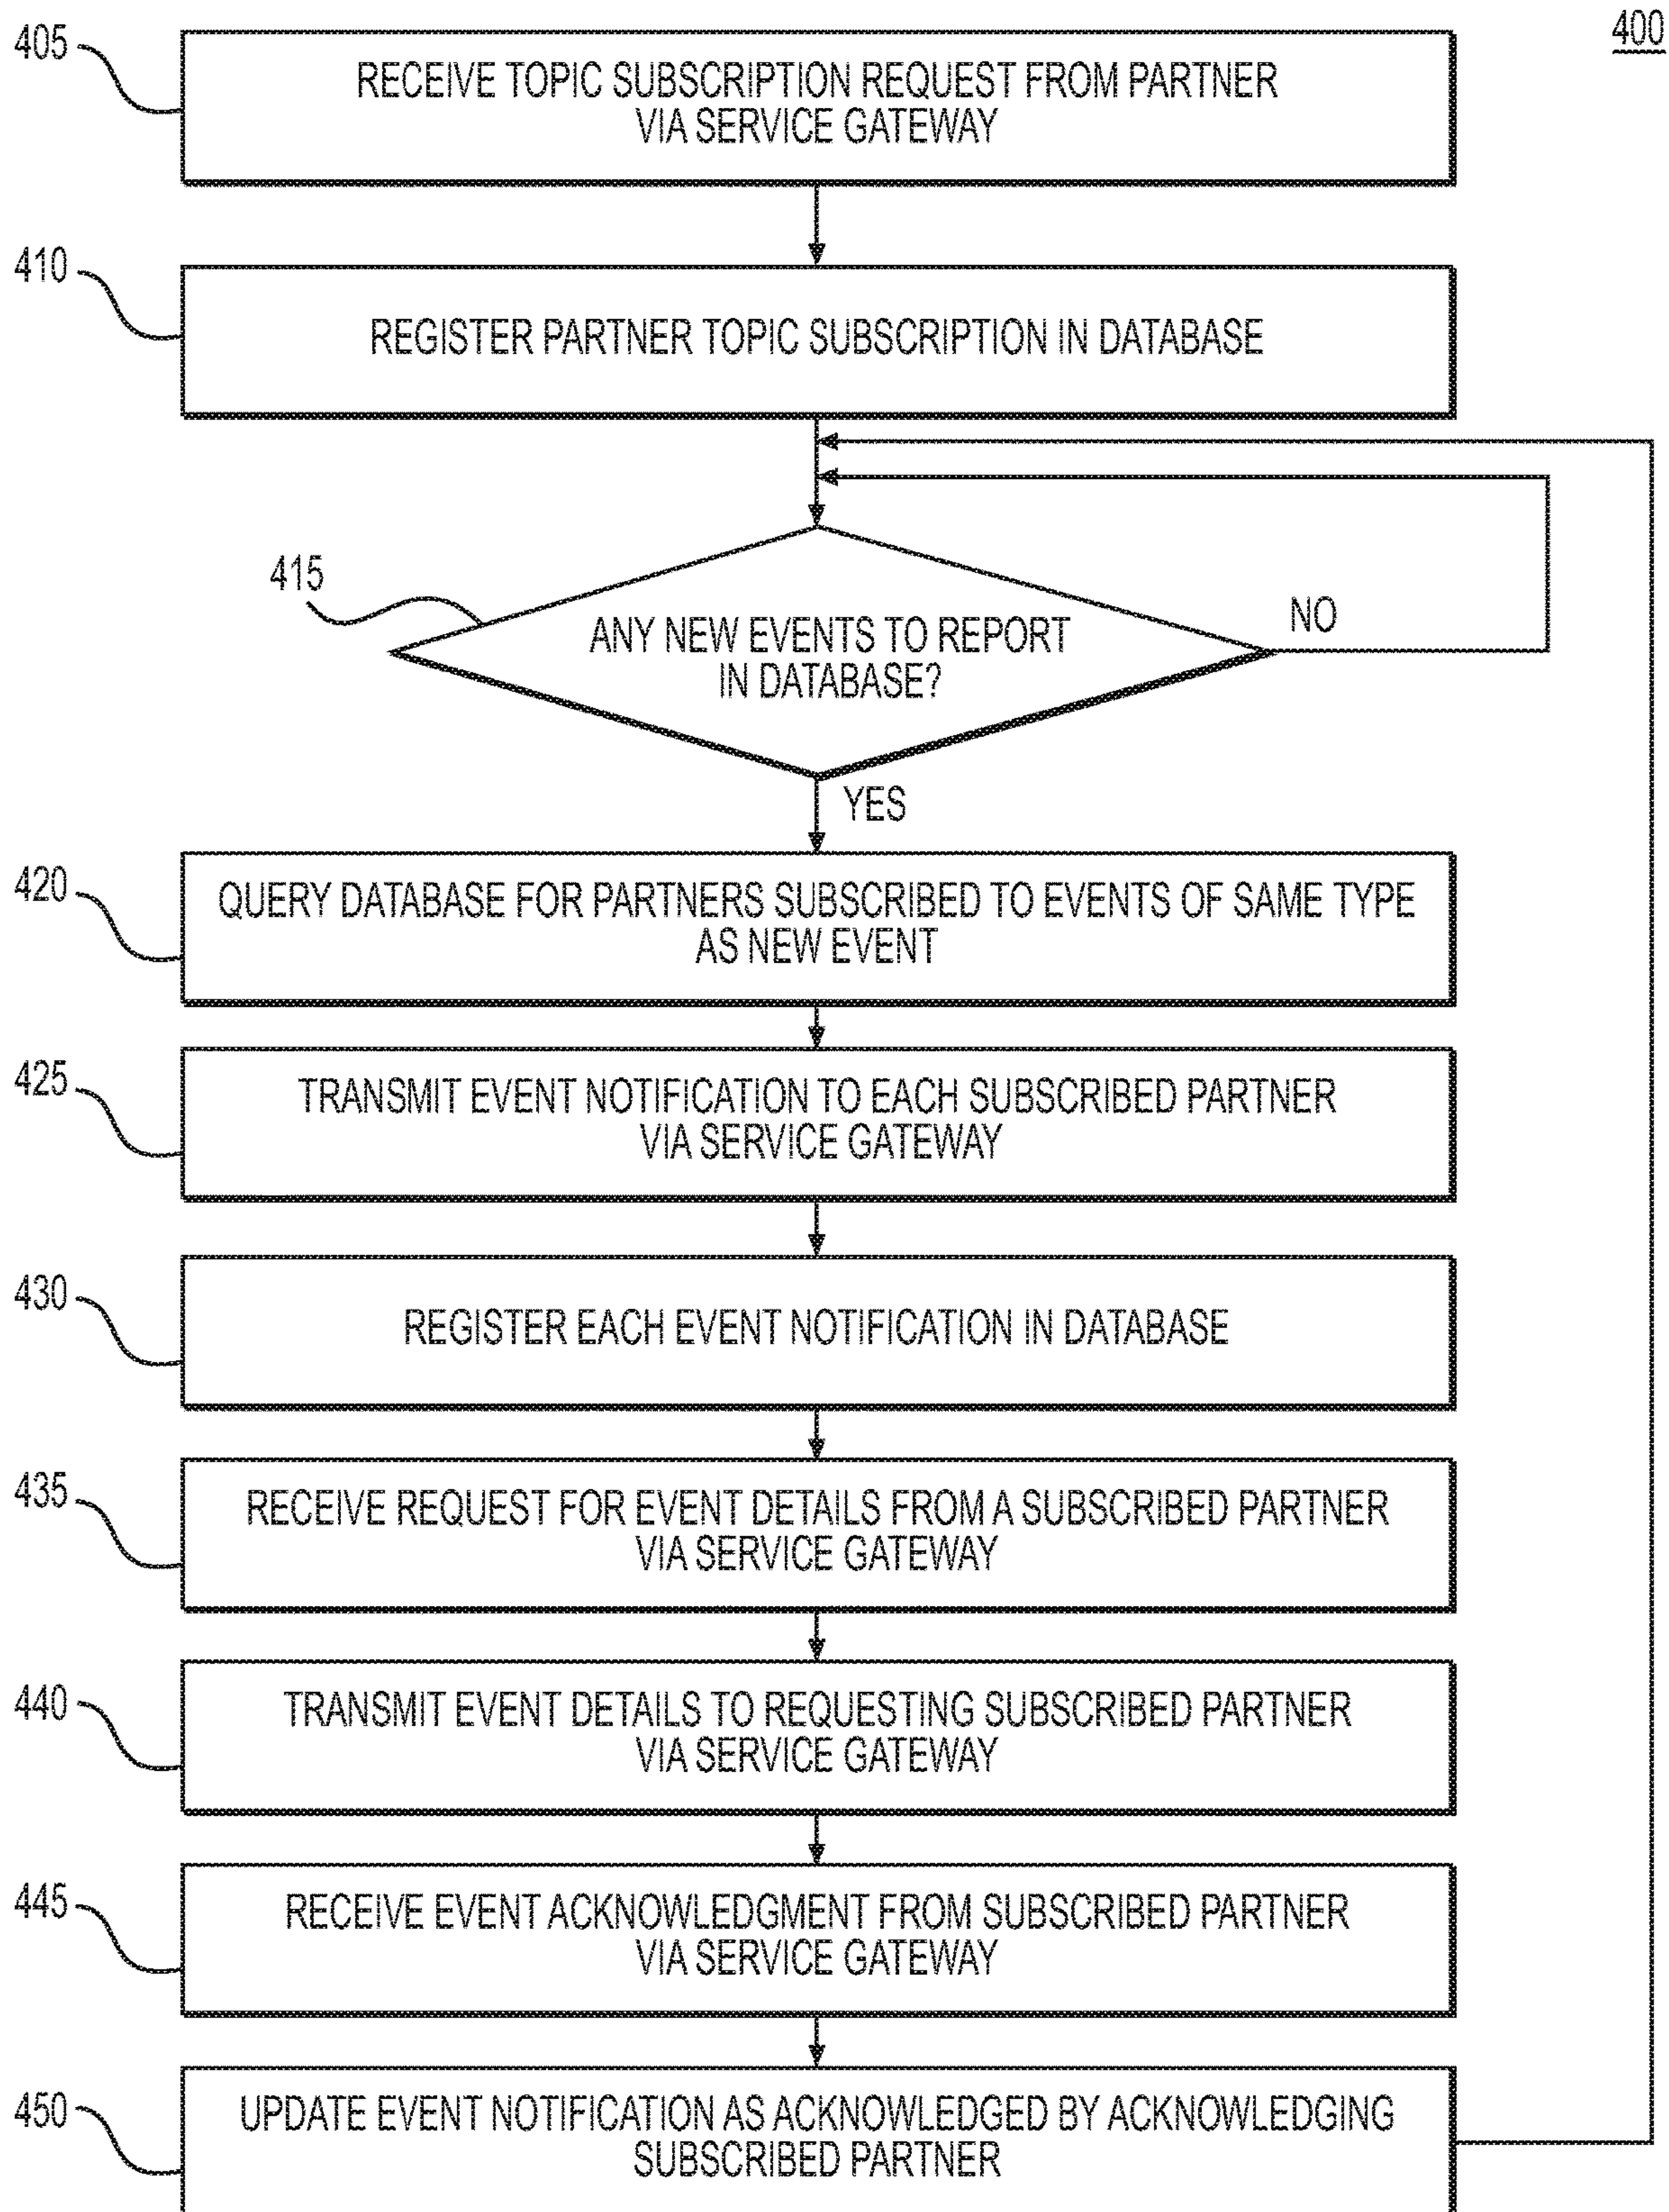 400
405
RECEIVE TOPIC SUBSCRIPTION REQUEST FROM PARTNER
VIA SERVICE GATEWAY
410
REGISTER PARTNER TOPIC SUBSCRIPTION IN DATABASE
415
ANY NEW EVENTS TO REPORT
IN DATABASE?
NO
YES
420
QUERY DATABASE FOR PARTNERS SUBSCRIBED TO EVENTS OF SAME TYPE
AS NEW EVENT
425
TRANSMIT EVENT NOTIFICATION TO EACH SUBSCRIBED PARTNER
VIA SERVICE GATEWAY
430
REGISTER EACH EVENT NOTIFICATION IN DATABASE
435
RECEIVE REQUEST FOR EVENT DETAILS FROM A SUBSCRIBED PARTNER
VIA SERVICE GATEWAY
440
TRANSMIT EVENT DETAILS TO REQUESTING SUBSCRIBED PARTNER
VIA SERVICE GATEWAY
445
RECEIVE EVENT ACKNOWLEDGMENT FROM SUBSCRIBED PARTNER
VIA SERVICE GATEWAY
450
UPDATE EVENT NOTIFICATION AS ACKNOWLEDGED BY ACKNOWLEDGING
SUBSCRIBED PARTNER